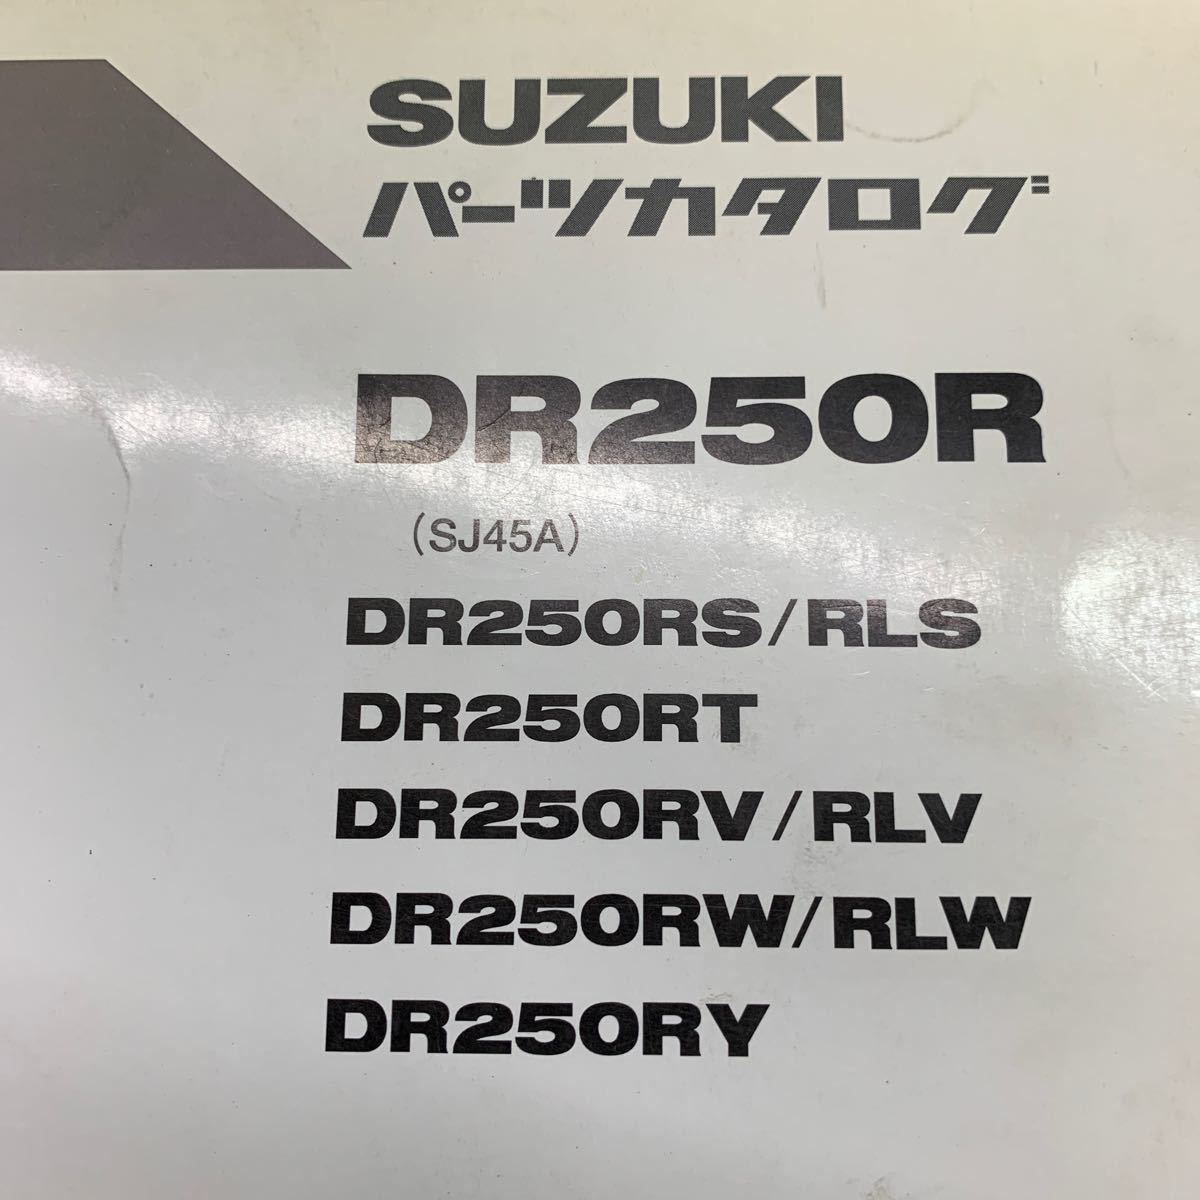 SUZUKI
パーツカタログ
DR250R
(SJ45A)
DR250RS/RLS
DR250RT
DR250RV/RLV
DR250RW/RLW
DR250RY